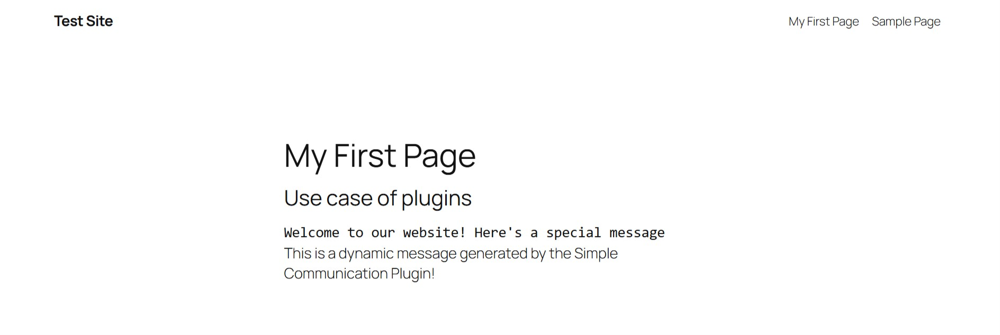 Test Site
My First Page
Sample Page
My First Page
Use case of plugins
Welcome to our website! Here's a special message
This is a dynamic message generated by the Simple
Communication Plugin!